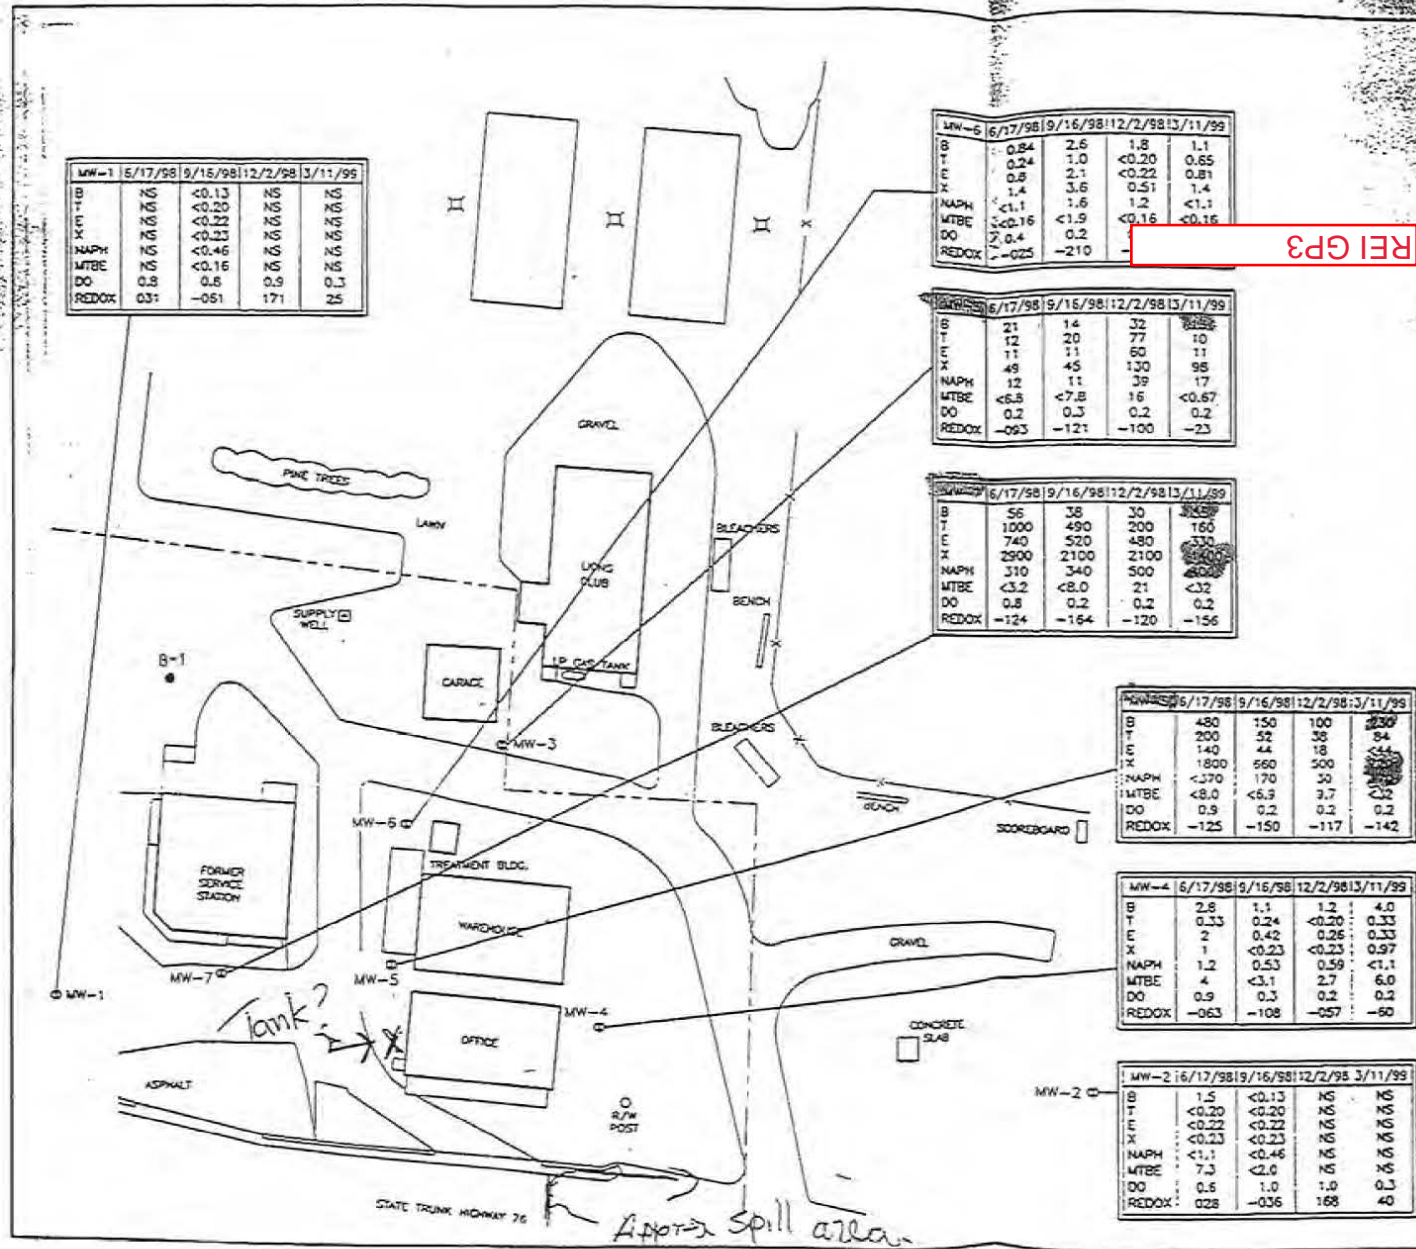 MW-1 6/17/98 9/16/98 12/2/98 3/11/99
B NS <0.13 NS NS
T NS <0.20 NS NS
E NS <0.22 NS NS
X NS <0.23 NS NS
NAPH NS <0.46 NS NS
MTBE NS <0.16 NS NS
DO 0.8 0.6 0.9 0.3
REDOX 031 -051 171 25
MW-6 6/17/98 9/16/98 12/2/98 3/11/99
B 0.84 2.6 1.8 1.1
T 0.24 1.0 <0.20 0.65
E 0.8 2.1 <0.22 0.81
X 1.4 3.6 0.51 1.4
NAPH <1.1 1.6 1.2 <1.1
MTBE <0.16 <1.9 <0.16 <0.16
DO 0.4 0.2
REDOX -025 -210 -
REI GP3
6/17/98 9/16/98 12/2/98 3/11/99
B 21 14 32
T 12 20 77 10
E 11 11 60 11
X 49 45 130 95
NAPH 12 11 39 17
MTBE <6.8 <7.8 16 <0.67
DO 0.2 0.3 0.2 0.2
REDOX -093 -121 -100 -23
6/17/98 9/16/98 12/2/98 3/11/99
B 56 38 30
T 1000 490 200 160
E 740 520 480 330
X 2900 2100 2100
NAPH 310 340 500
MTBE <3.2 <8.0 21 <32
DO 0.8 0.2 0.2 0.2
REDOX -124 -164 -120 -156
6/17/98 9/16/98 12/2/98 3/11/99
B 480 150 100 230
T 200 52 38 84
E 140 44 18 <44
X 1800 560 500
NAPH <370 170 30
MTBE <8.0 <6.9 3.7 <32
DO 0.9 0.2 0.2 0.2
REDOX -125 -150 -117 -142
MW-4 6/17/98 9/16/98 12/2/98 3/11/99
B 2.8 1.1 1.2 4.0
T 0.33 0.24 <0.20 0.33
E 2 0.42 0.26 0.33
X 1 <0.23 <0.23 0.97
NAPH 1.2 0.53 0.59 <1.1
MTBE 4 <3.1 2.7 6.0
DO 0.9 0.3 0.2 0.2
REDOX -063 -108 -057 -60
MW-2 6/17/98 9/16/98 12/2/98 3/11/99
B 1.5 <0.13 NS NS
T <0.20 <0.20 NS NS
E <0.22 <0.22 NS NS
X <0.23 <0.23 NS NS
NAPH <1.1 <0.46 NS NS
MTBE 7.3 <2.0 NS NS
DO 0.6 1.0 1.0 0.3
REDOX 028 -036 168 40
GRAVEL
PINE TREES
LAWN
BLEACHERS
LIONS
CLUB
BENCH
SUPPLY
WELL
B-1
GARAGE
LP GAS TANK
BLEACHERS
MW-3
BENCH
SCOREBOARD
MW-6
TREATMENT BLDG.
FORMER
SERVICE
STATION
WAREHOUSE
GRAVEL
MW-7
MW-5
MW-1
Tank?
MW-4
OFFICE
CONCRETE
SLAB
ASPHALT
MW-2
R/W
POST
STATE TRUNK HIGHWAY 76
Approx Spill area